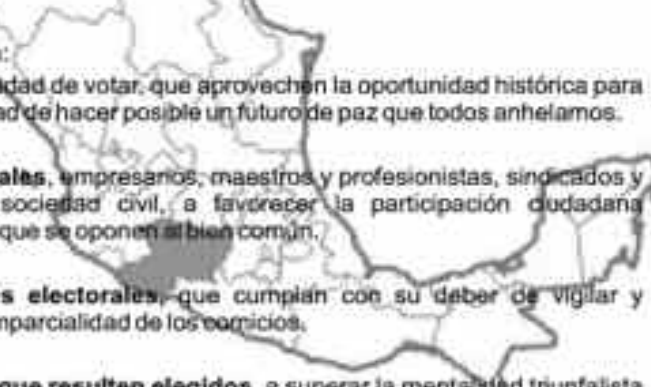 :
dad de votar, que aprovechen la oportunidad histórica para
ad de hacer posible un futuro de paz que todos anhelamos.
ales, empresarios, maestros y profesionistas, sindicados y
sociedad civil, a favorecer la participación ciudadana
que se oponen al bien común.
s electorales, que cumplan con su deber de vigilar y
mparcialidad de los comicios.
que resulten elegidos, a superar la mentalidad triunfalista